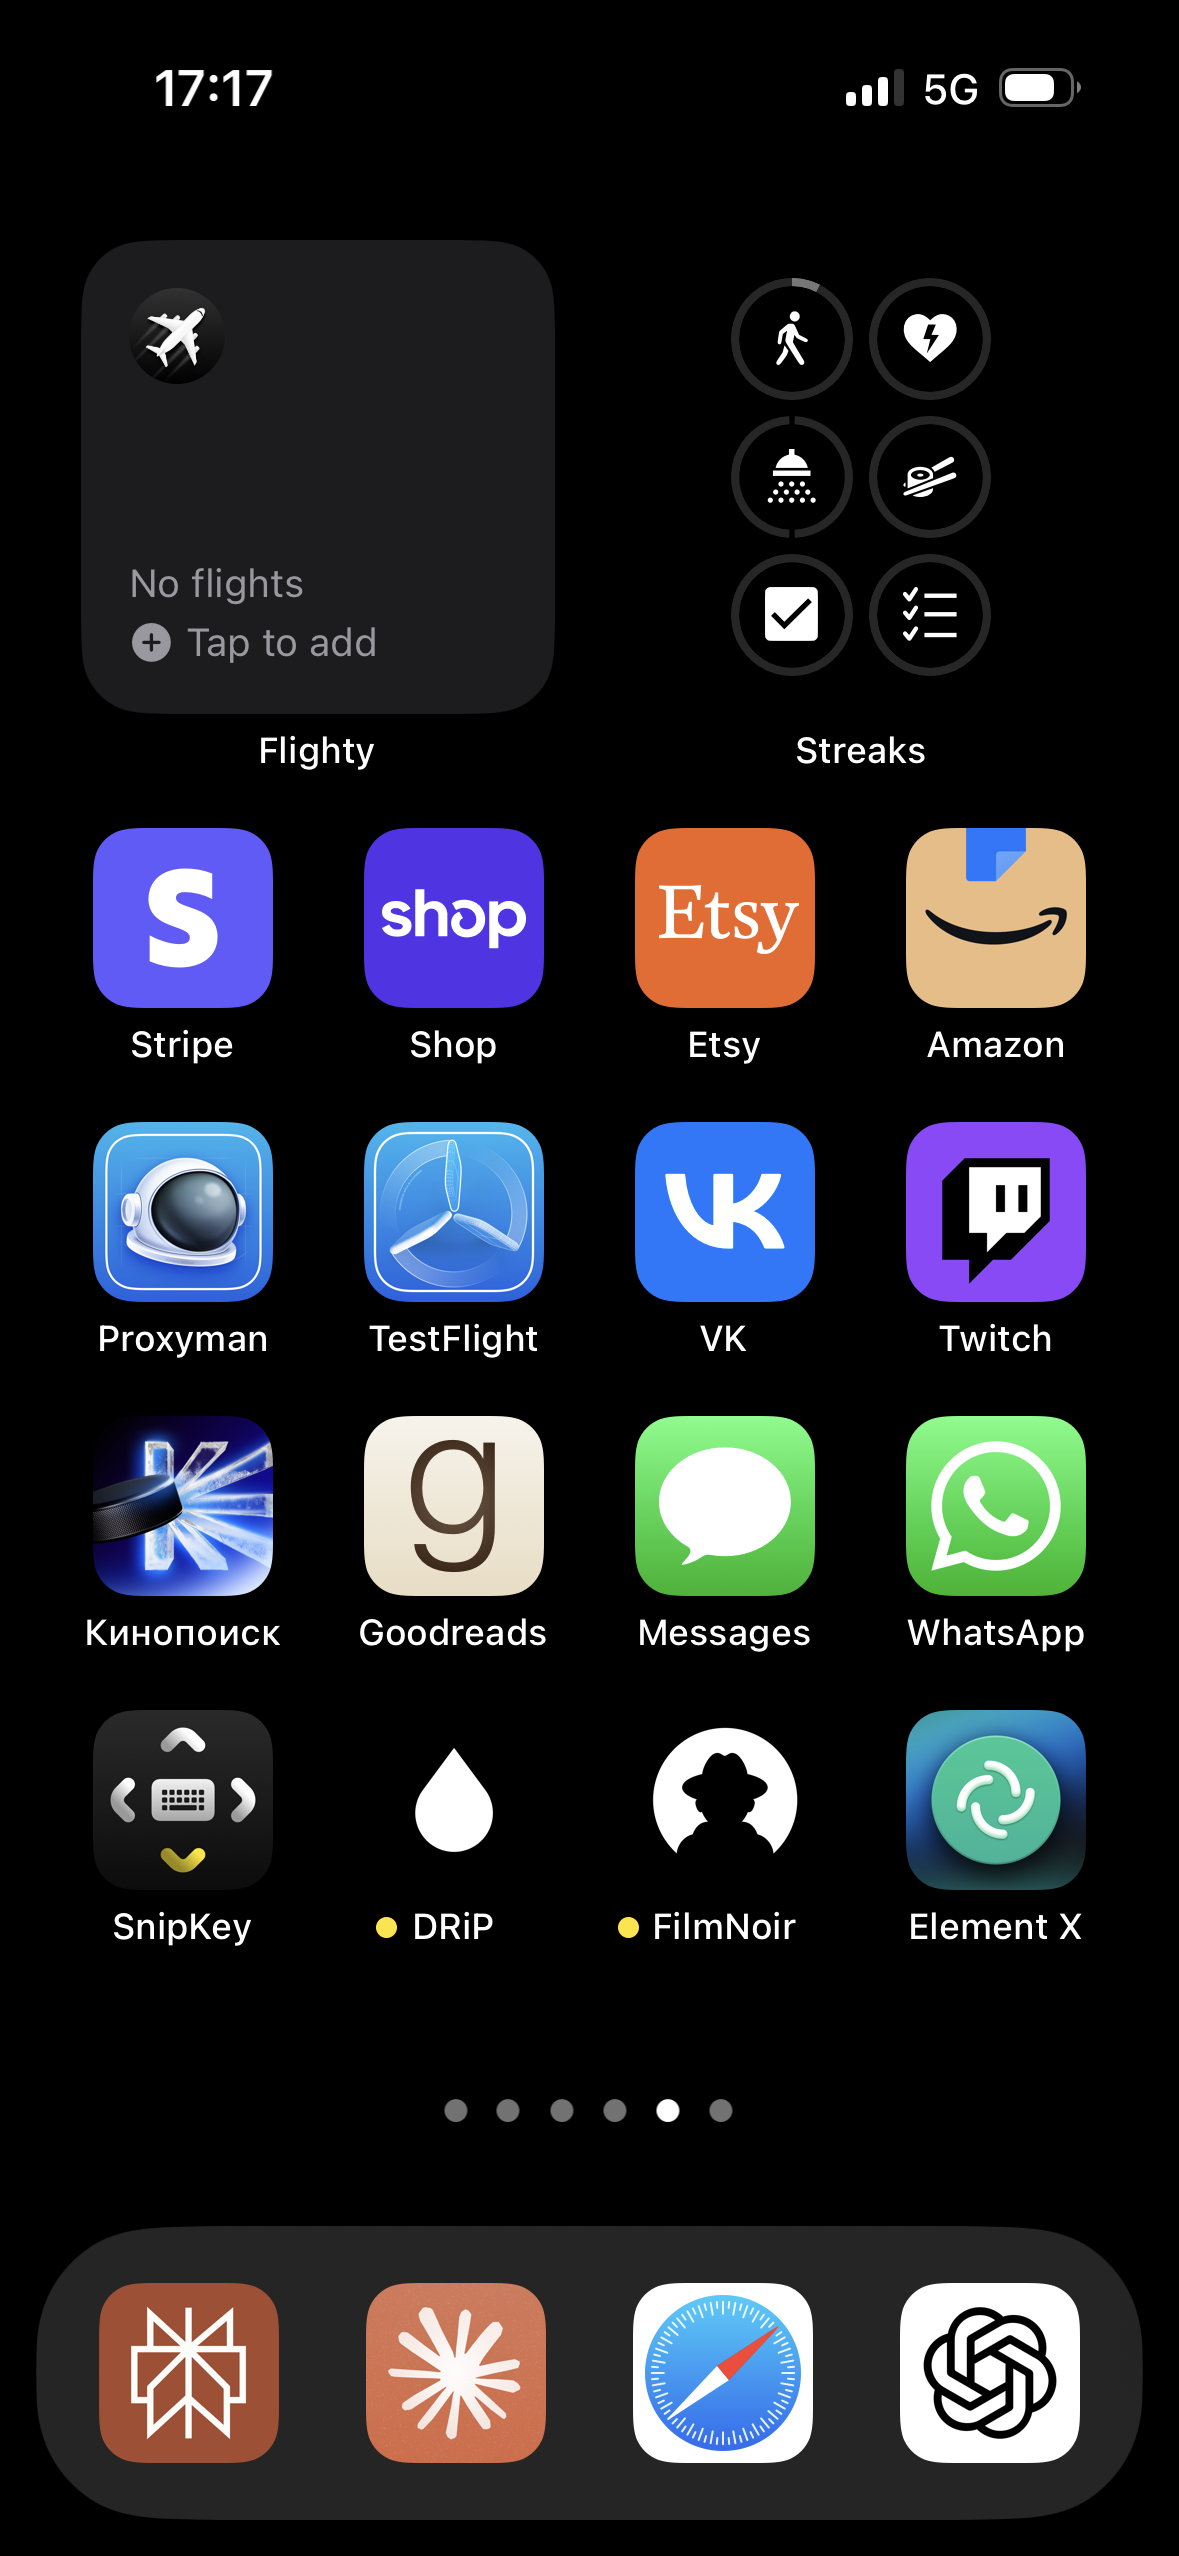 17:17
5G
No flights
Tap to add
Flighty
Streaks
S
shop
Etsy
Stripe
Shop
Etsy
Amazon
VK
Proxyman
TestFlight
VK
Twitch
K
g
Кинопоиск
Goodreads
Messages
WhatsApp
SnipKey
DRiP
FilmNoir
Element X